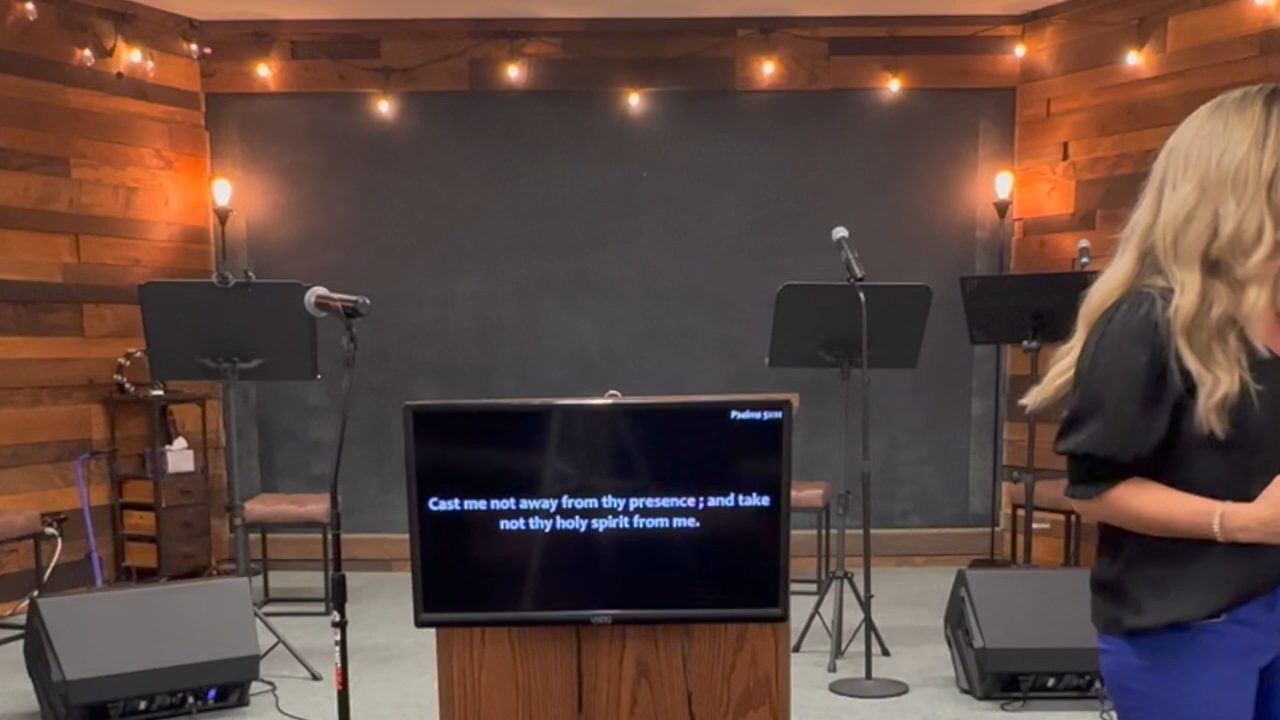 Psalms 51:11
Cast me not away from thy presence ; and take
not thy holy spirit from me.